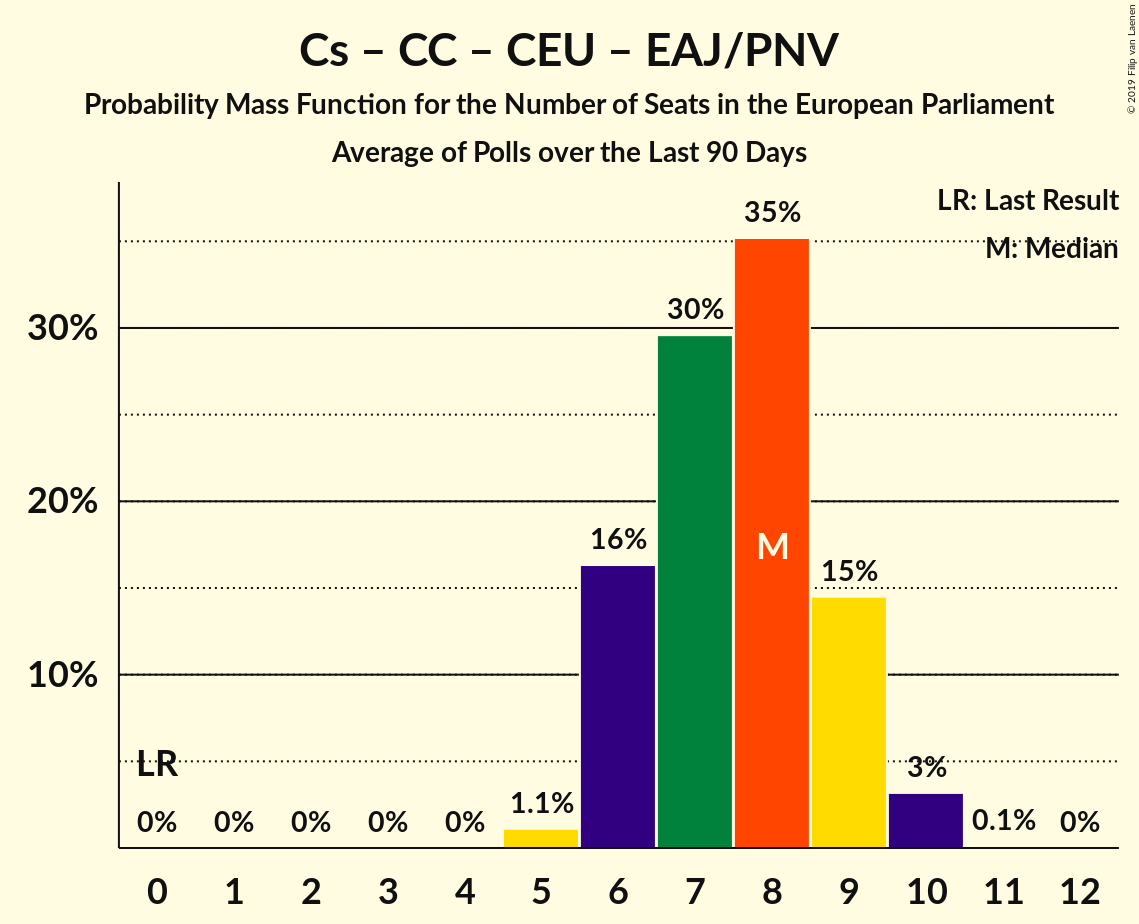 Cs – CC – CEU – EAJ/PNV
Probability Mass Function for the Number of Seats in the European Parliament
Average of Polls over the Last 90 Days
© 2019 Filip van Laenen
LR: Last Result
M: Median
35%
30%
30%
20%
16%
M
15%
10%
LR
3%
1.1%
0% 0% 0% 0% 0% 0.1% 0%
0 1 2 3 4 5 6 7 8 9 10 11 12